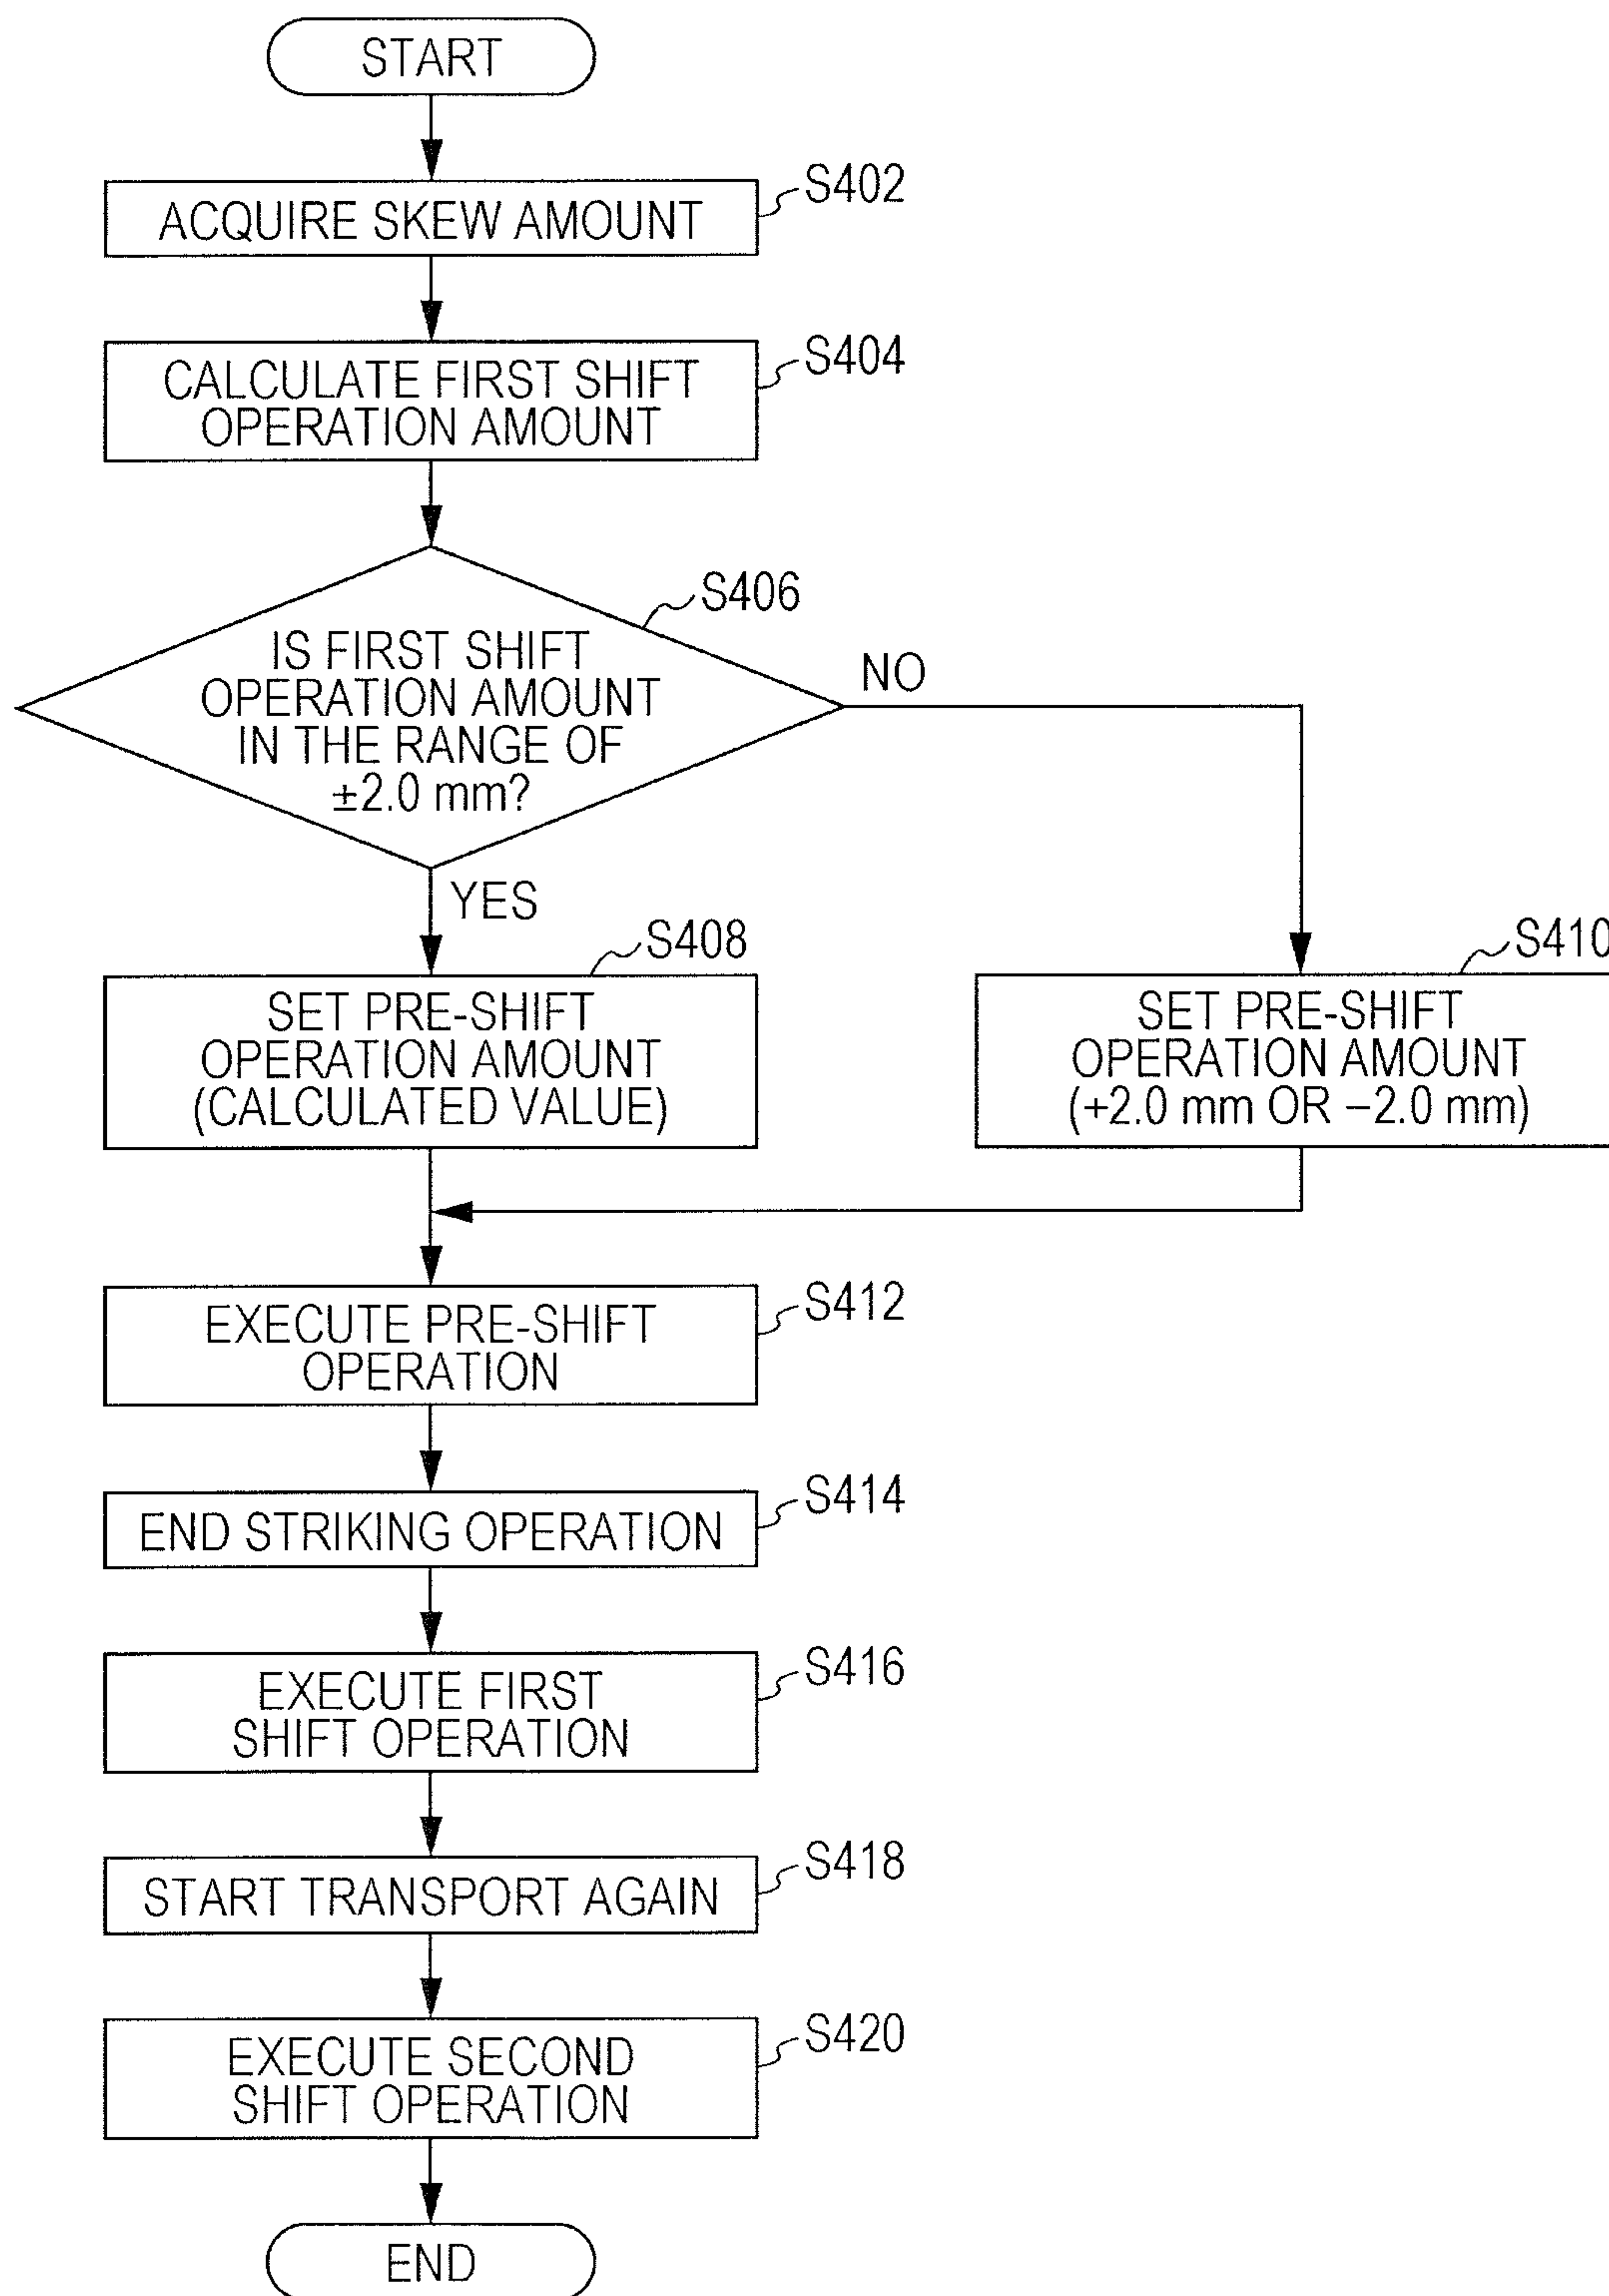 START
S402
ACQUIRE SKEW AMOUNT
S404
CALCULATE FIRST SHIFT
OPERATION AMOUNT
S406
IS FIRST SHIFT
OPERATION AMOUNT
IN THE RANGE OF
±2.0 mm?
NO
YES
S408
SET PRE-SHIFT
OPERATION AMOUNT
(CALCULATED VALUE)
S410
SET PRE-SHIFT
OPERATION AMOUNT
(+2.0 mm OR −2.0 mm)
S412
EXECUTE PRE-SHIFT
OPERATION
S414
END STRIKING OPERATION
S416
EXECUTE FIRST
SHIFT OPERATION
S418
START TRANSPORT AGAIN
S420
EXECUTE SECOND
SHIFT OPERATION
END